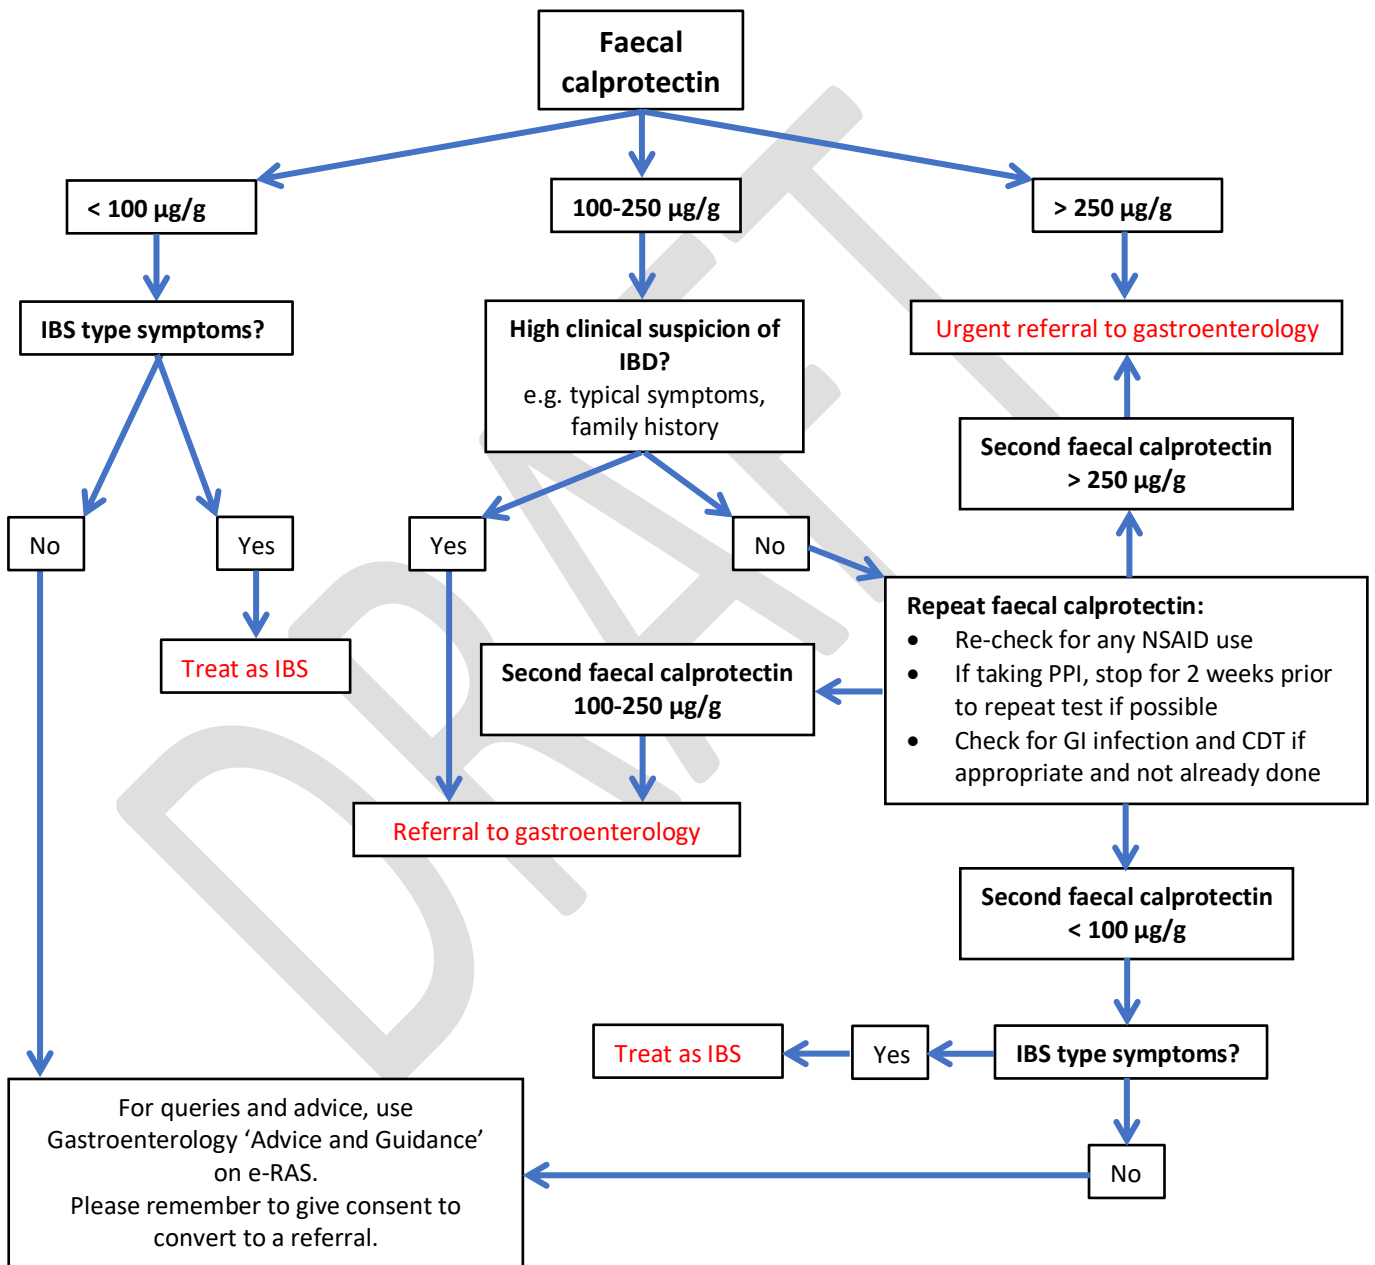 Faecal
calprotectin
< 100 µg/g
100-250 µg/g
> 250 µg/g
IBS type symptoms?
High clinical suspicion of
IBD?
e.g. typical symptoms,
family history
Urgent referral to gastroenterology
Second faecal calprotectin
> 250 µg/g
No
Yes
Yes
No
Treat as IBS
Second faecal calprotectin
100-250 µg/g
Repeat faecal calprotectin:
• Re-check for any NSAID use
• If taking PPI, stop for 2 weeks prior
to repeat test if possible
• Check for GI infection and CDT if
appropriate and not already done
Referral to gastroenterology
Second faecal calprotectin
< 100 µg/g
Treat as IBS
Yes
IBS type symptoms?
No
For queries and advice, use
Gastroenterology ‘Advice and Guidance’
on e-RAS.
Please remember to give consent to
convert to a referral.
DRAFT